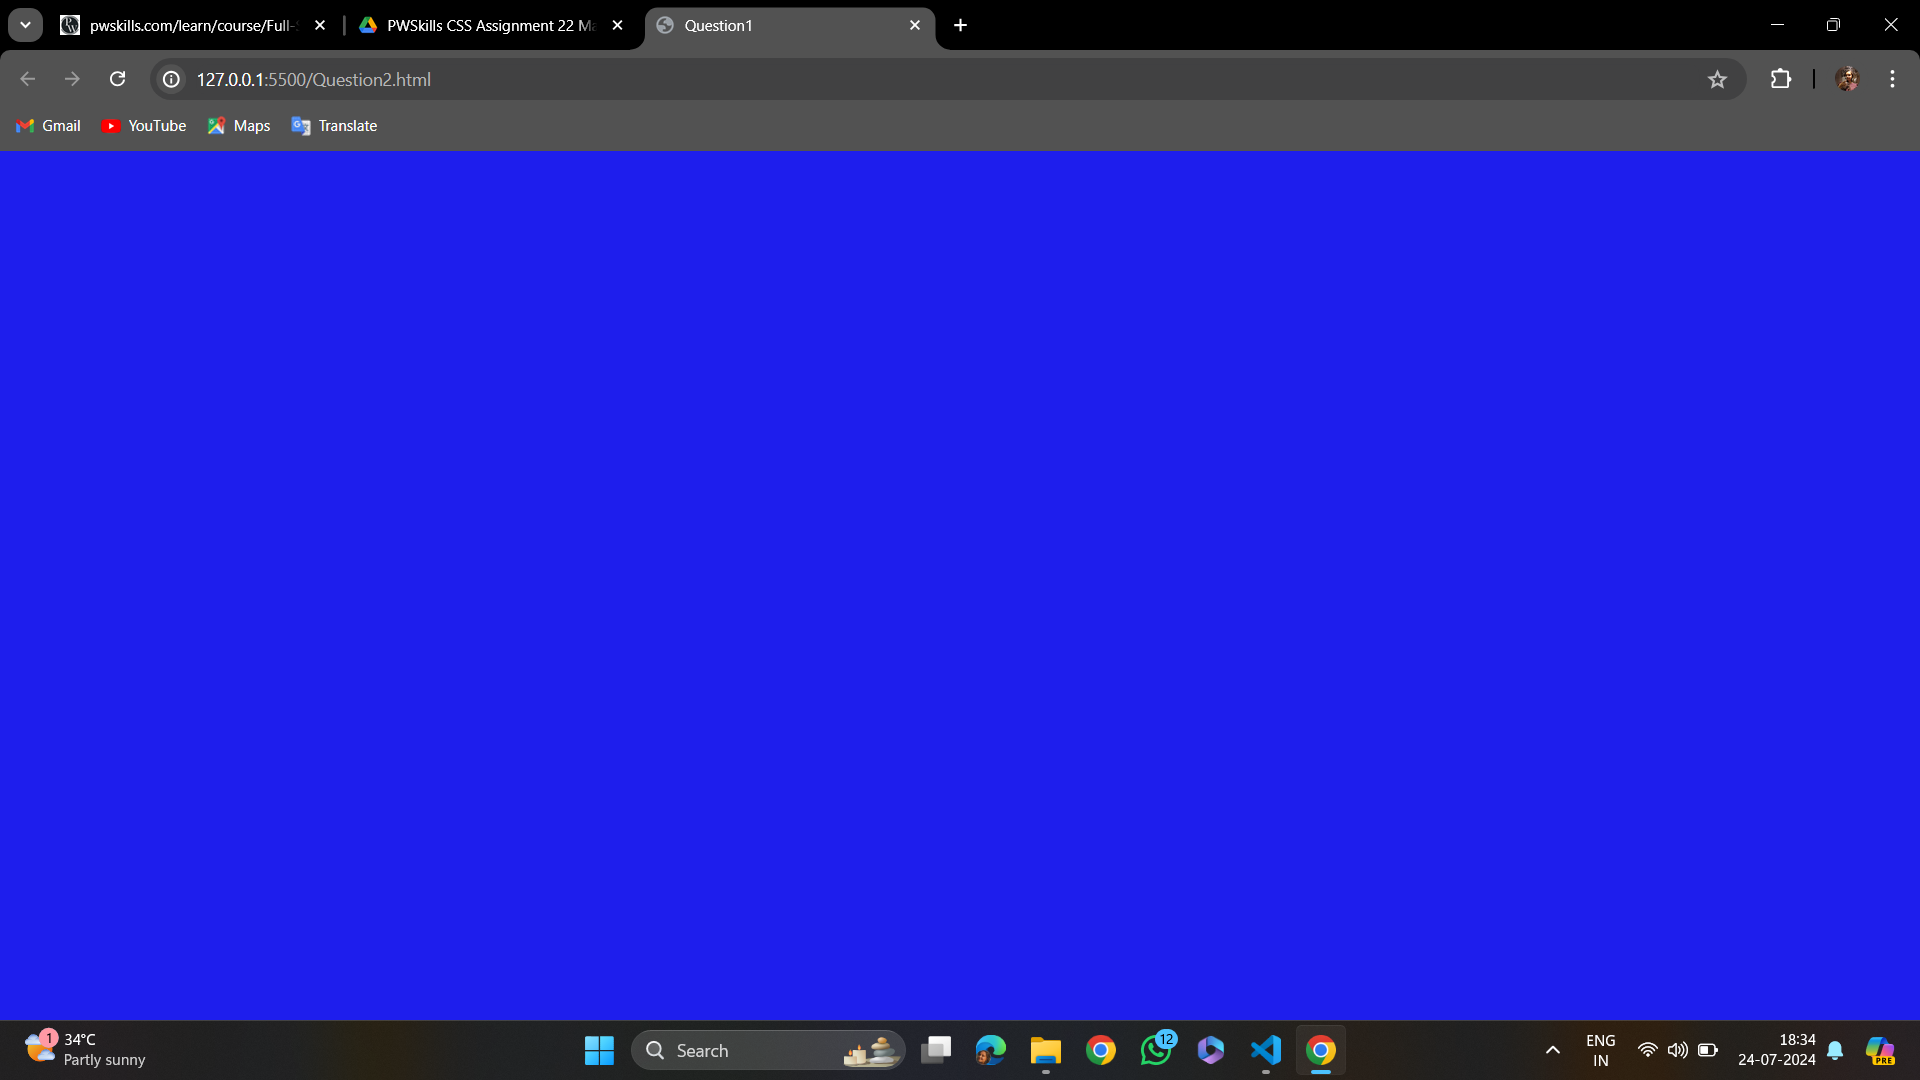 pwskills.com/learn/course/Full-
PWSkills CSS Assignment 22 Ma
Question1
127.0.0.1:5500/Question2.html
Gmail
YouTube
Maps
Translate
1
34°C
Partly sunny
Search
12
ENG
IN
18:34
24-07-2024
PRE